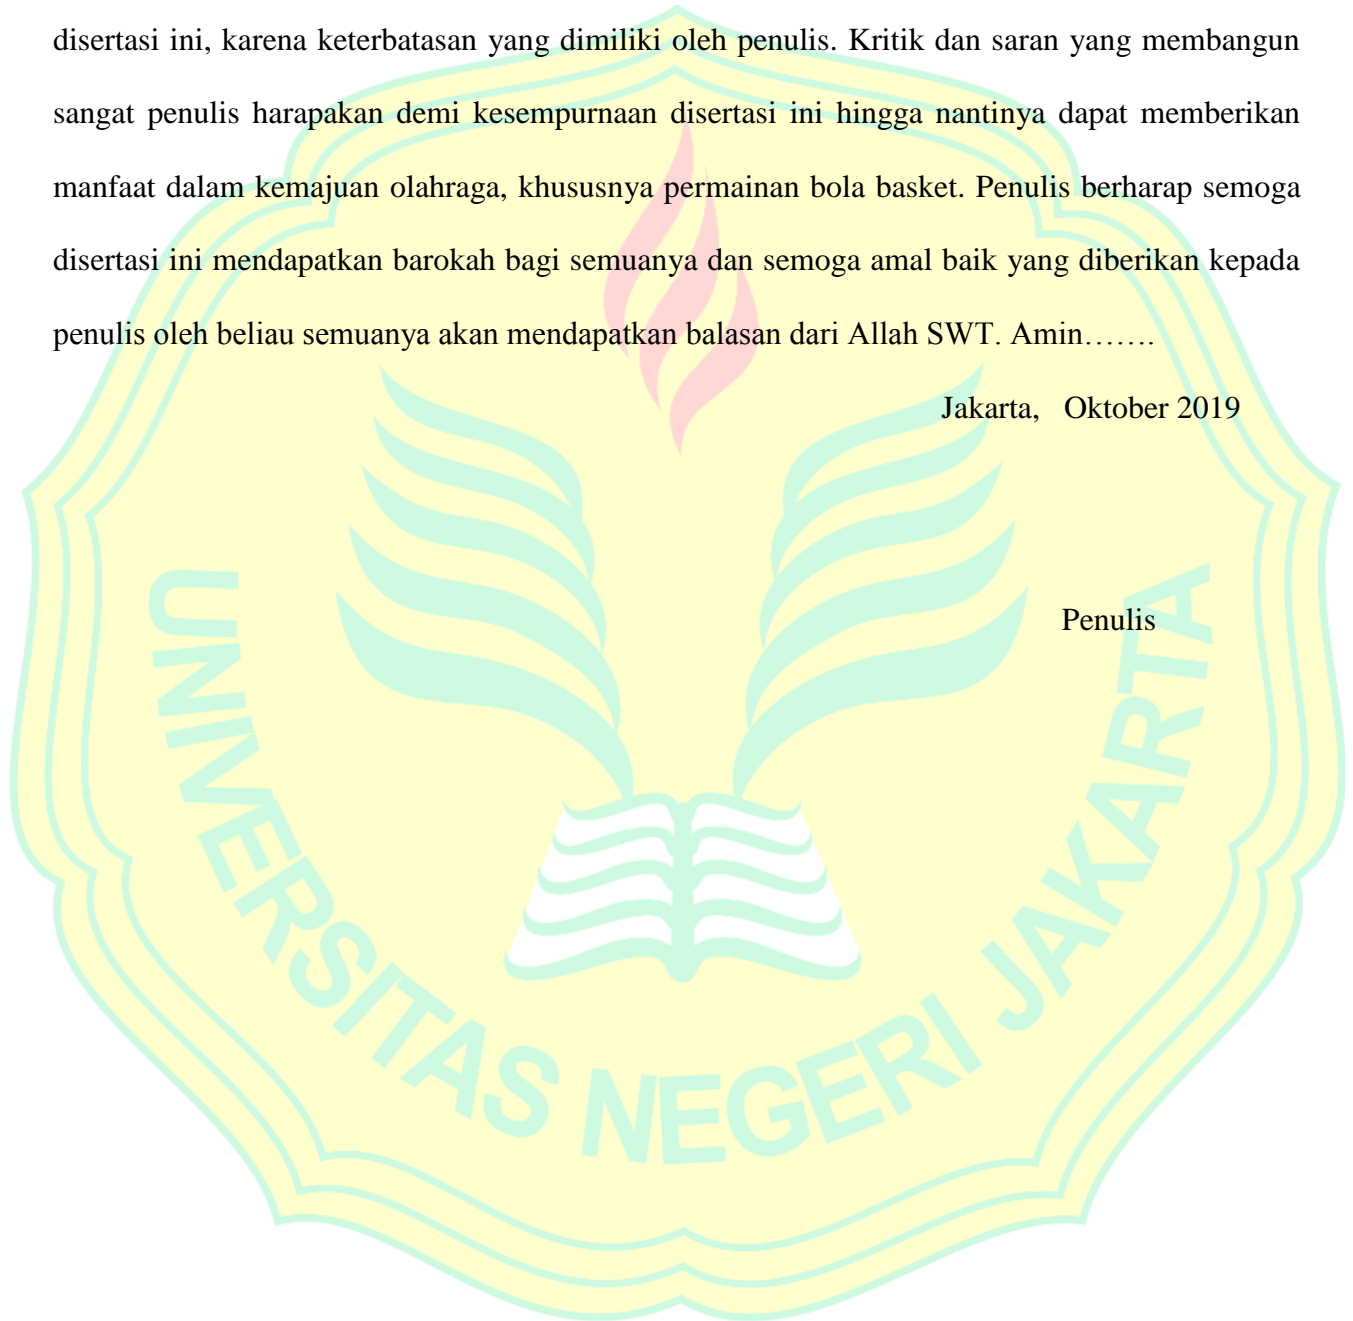 disertasi ini, karena keterbatasan yang dimiliki oleh penulis. Kritik dan saran yang membangun
sangat penulis harapakan demi kesempurnaan disertasi ini hingga nantinya dapat memberikan
manfaat dalam kemajuan olahraga, khususnya permainan bola basket. Penulis berharap semoga
disertasi ini mendapatkan barokah bagi semuanya dan semoga amal baik yang diberikan kepada
penulis oleh beliau semuanya akan mendapatkan balasan dari Allah SWT. Amin…….
Jakarta,   Oktober 2019
Penulis
UNIVERSITAS NEGERI JAKARTA